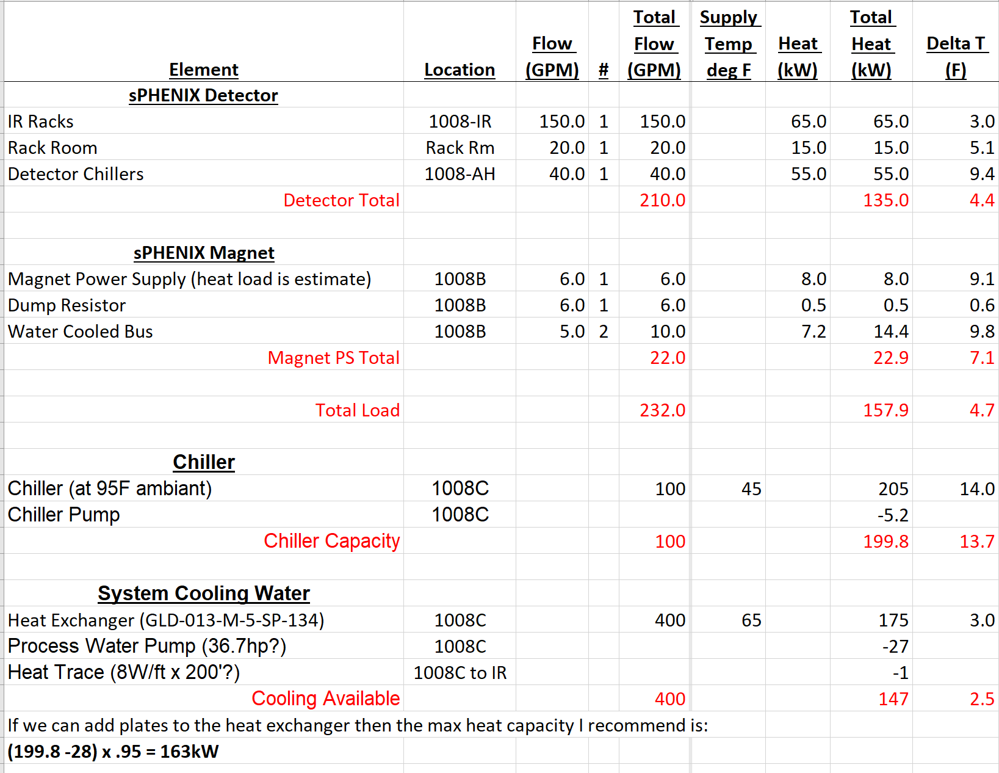 Element Location Flow (GPM) # Total Flow (GPM) Supply Temp deg F Heat (kW) Total Heat (kW) Delta T (F)
sPHENIX Detector
IR Racks 1008-IR 150.0 1 150.0 65.0 65.0 3.0
Rack Room Rack Rm 20.0 1 20.0 15.0 15.0 5.1
Detector Chillers 1008-AH 40.0 1 40.0 55.0 55.0 9.4
Detector Total 210.0 135.0 4.4
sPHENIX Magnet
Magnet Power Supply (heat load is estimate) 1008B 6.0 1 6.0 8.0 8.0 9.1
Dump Resistor 1008B 6.0 1 6.0 0.5 0.5 0.6
Water Cooled Bus 1008B 5.0 2 10.0 7.2 14.4 9.8
Magnet PS Total 22.0 22.9 7.1
Total Load 232.0 157.9 4.7
Chiller
Chiller (at 95F ambiant) 1008C 100 45 205 14.0
Chiller Pump 1008C -5.2
Chiller Capacity 100 199.8 13.7
System Cooling Water
Heat Exchanger (GLD-013-M-5-SP-134) 1008C 400 65 175 3.0
Process Water Pump (36.7hp?) 1008C -27
Heat Trace (8W/ft x 200'?) 1008C to IR -1
Cooling Available 400 147 2.5
If we can add plates to the heat exchanger then the max heat capacity I recommend is:
(199.8 -28) x .95 = 163kW